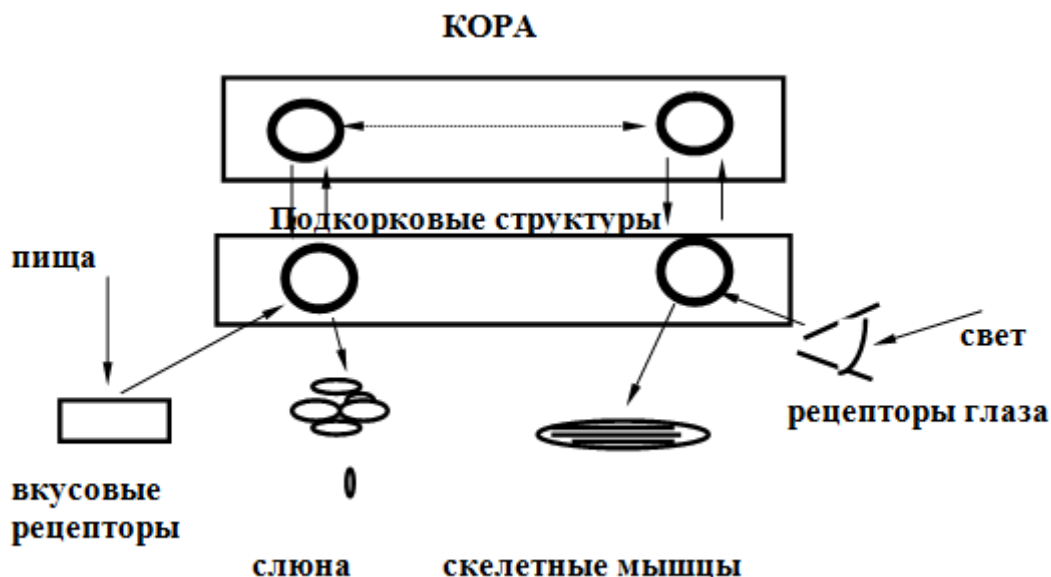 КОРА
Подкорковые структуры
пища
свет
рецепторы глаза
вкусовые
рецепторы
слюна
скелетные мышцы